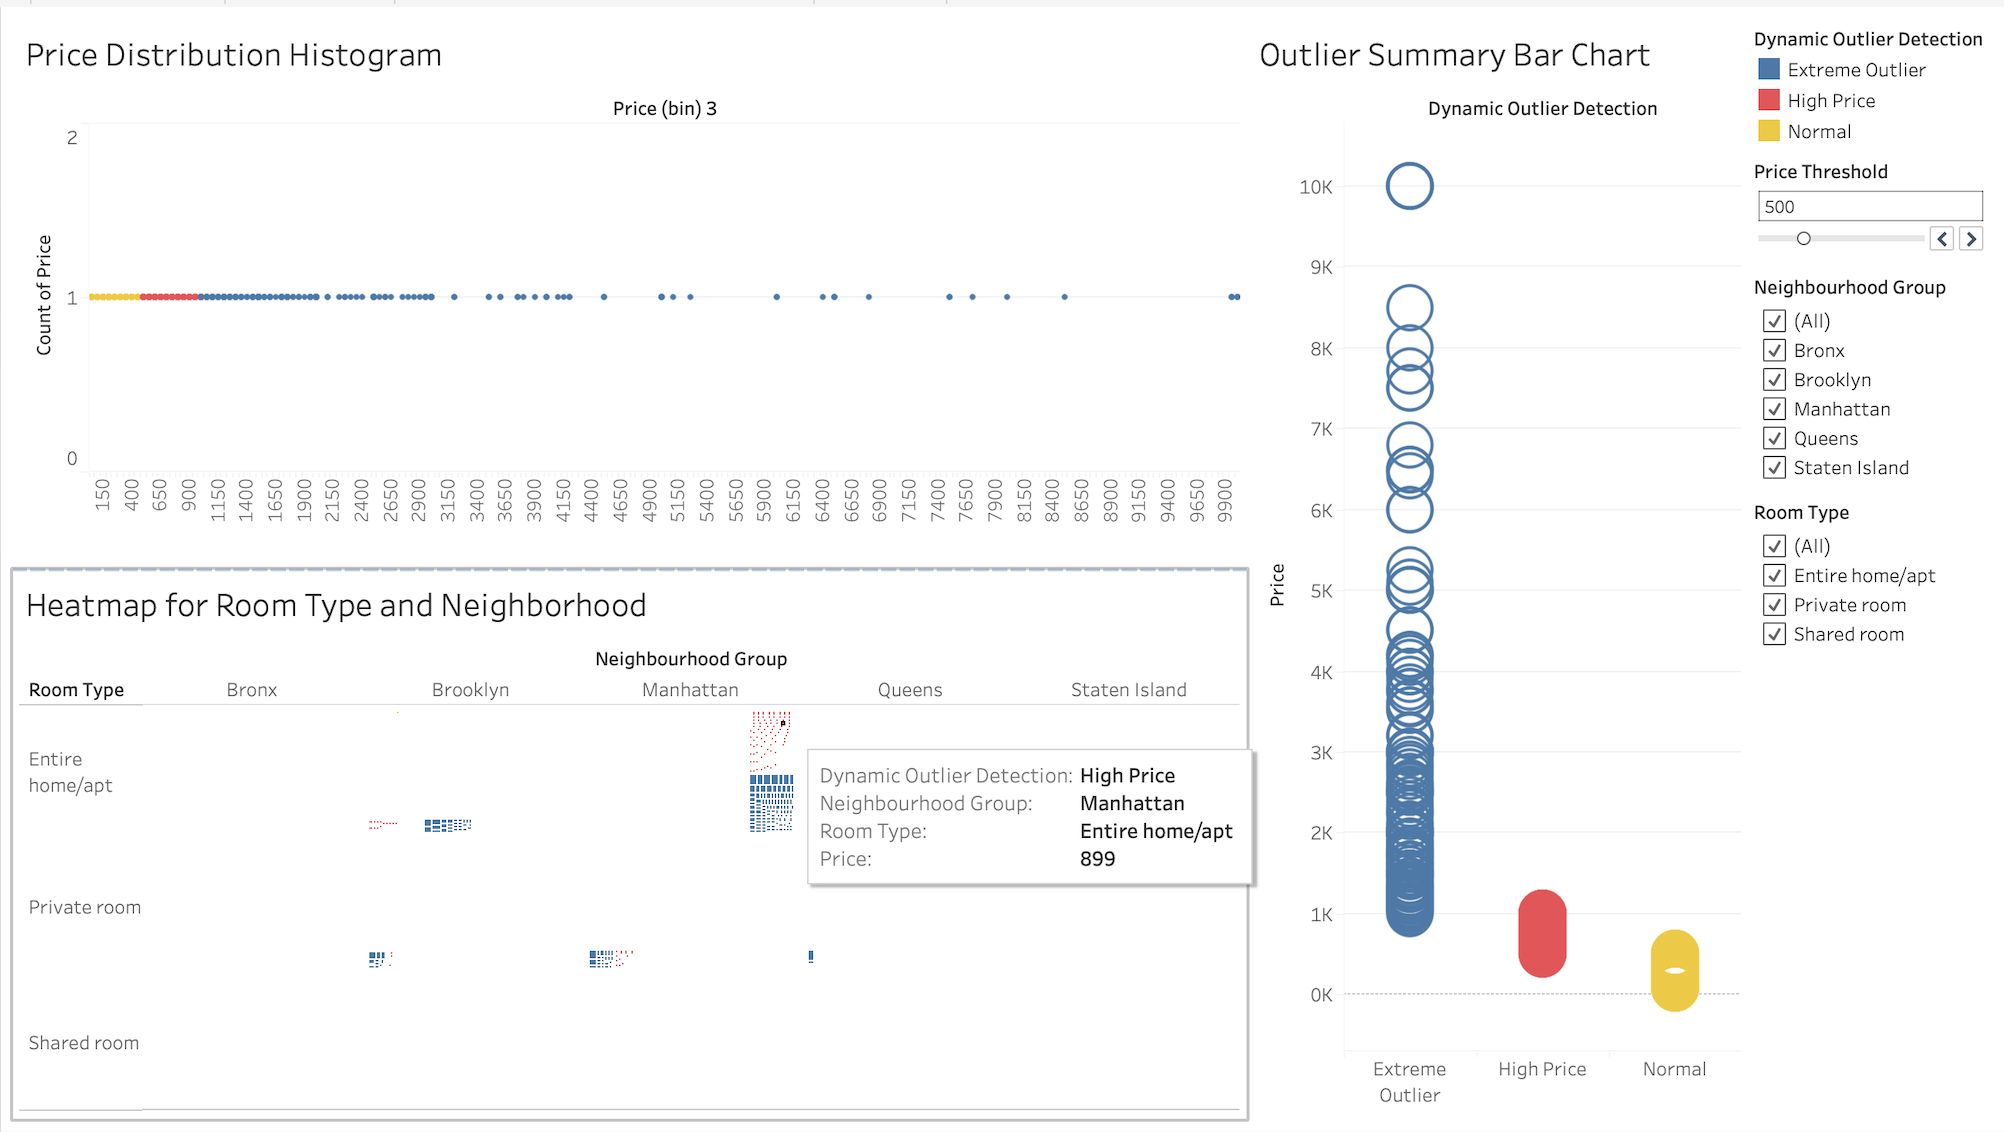 Price Distribution Histogram
Price (bin) 3
2
1
0
Count of Price
150 400 650 900 1150 1400 1650 1900 2150 2400 2650 2900 3150 3400 3650 3900 4150 4400 4650 4900 5150 5400 5650 5900 6150 6400 6650 6900 7150 7400 7650 7900 8150 8400 8650 8900 9150 9400 9650 9900
Heatmap for Room Type and Neighborhood
Neighbourhood Group
Room Type Bronx Brooklyn Manhattan Queens Staten Island
Entire
home/apt
Private room
Shared room
Dynamic Outlier Detection: High Price
Neighbourhood Group: Manhattan
Room Type: Entire home/apt
Price: 899
Outlier Summary Bar Chart
Dynamic Outlier Detection
10K
9K
8K
7K
6K
5K
4K
3K
2K
1K
0K
Price
Extreme
Outlier
High Price
Normal
Dynamic Outlier Detection
Extreme Outlier
High Price
Normal
Price Threshold
500
Neighbourhood Group
(All)
Bronx
Brooklyn
Manhattan
Queens
Staten Island
Room Type
(All)
Entire home/apt
Private room
Shared room